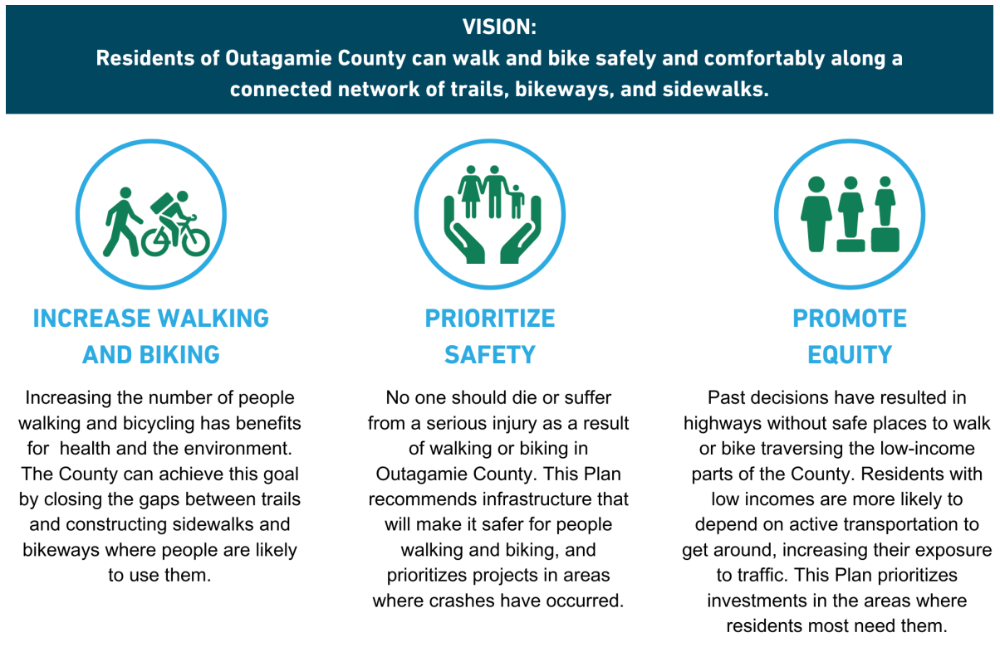 VISION:
Residents of Outagamie County can walk and bike safely and comfortably along a
connected network of trails, bikeways, and sidewalks.
INCREASE WALKING
AND BIKING
Increasing the number of people
walking and bicycling has benefits
for  health and the environment.
The County can achieve this goal
by closing the gaps between trails
and constructing sidewalks and
bikeways where people are likely
to use them.
PRIORITIZE
SAFETY
No one should die or suffer
from a serious injury as a result
of walking or biking in
Outagamie County. This Plan
recommends infrastructure that
will make it safer for people
walking and biking, and
prioritizes projects in areas
where crashes have occurred.
PROMOTE
EQUITY
Past decisions have resulted in
highways without safe places to walk
or bike traversing the low-income
parts of the County. Residents with
low incomes are more likely to
depend on active transportation to
get around, increasing their exposure
to traffic. This Plan prioritizes
investments in the areas where
residents most need them.